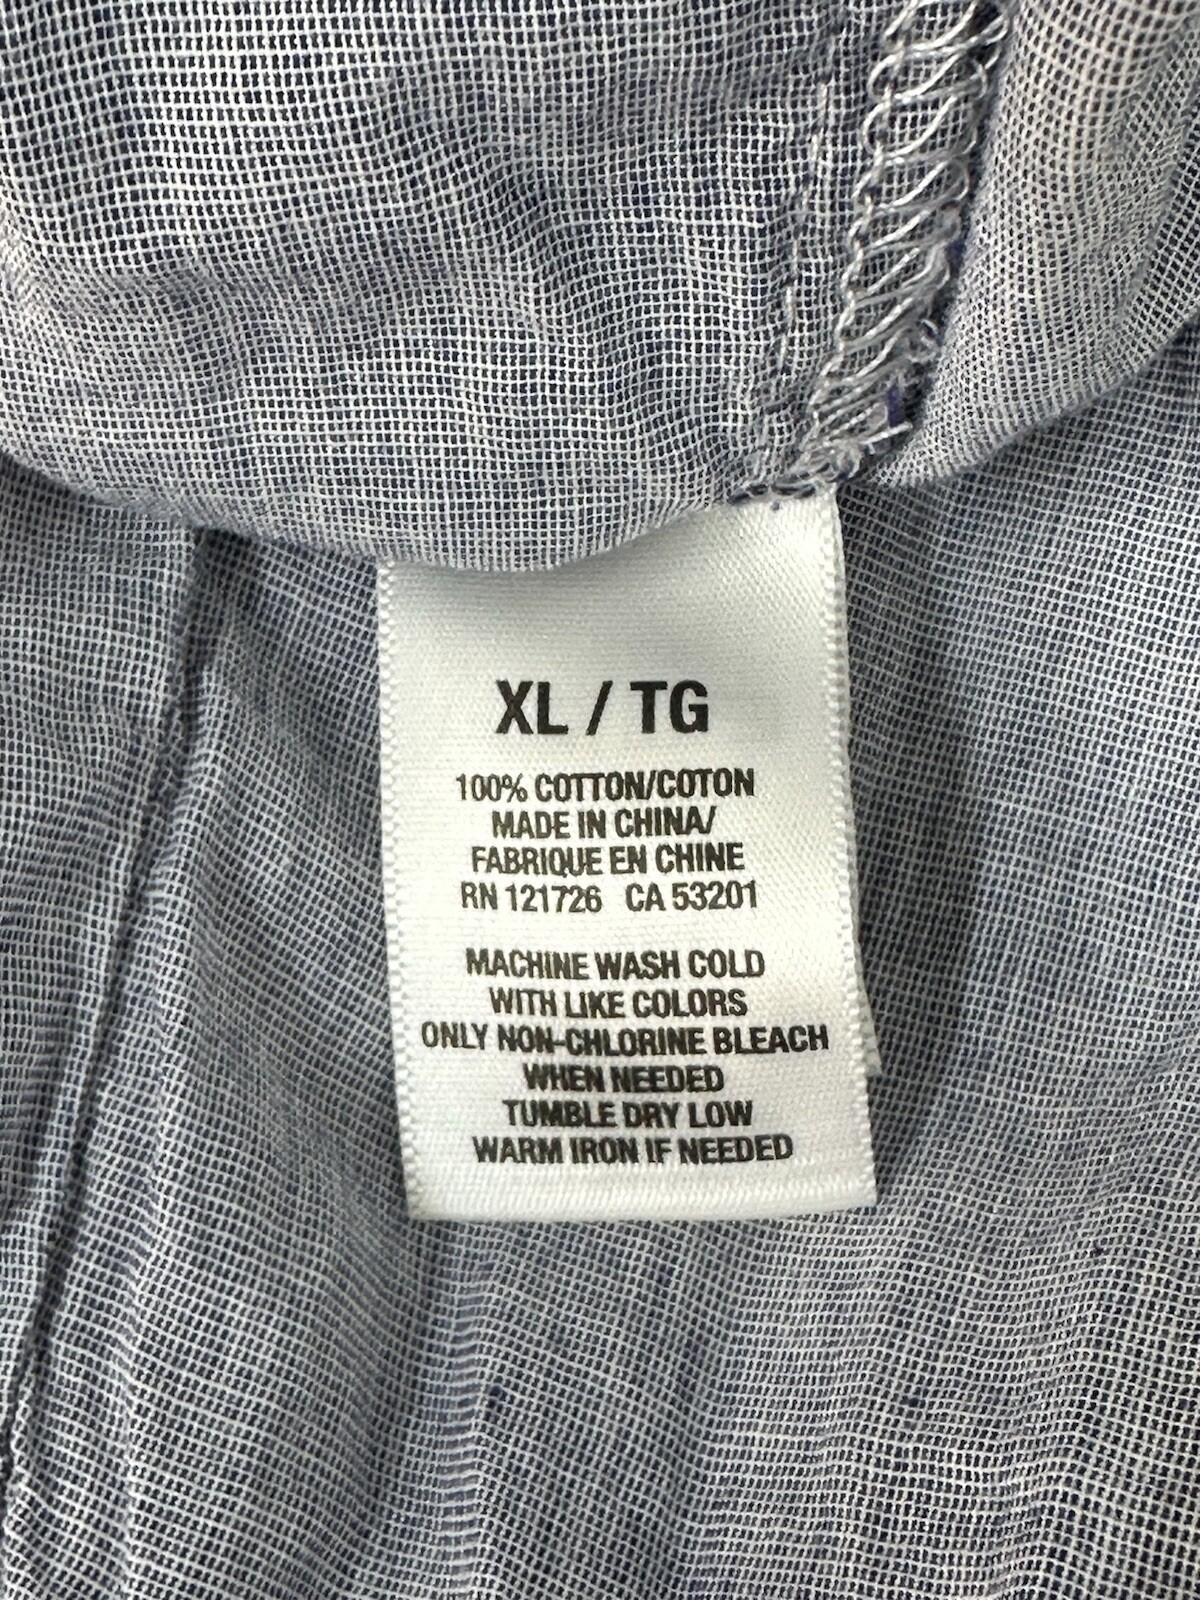 XL / TG
100% COTTON/COTON
MADE IN CHINA/
FABRIQUE EN CHINE
RN 121726 CA 53201
MACHINE WASH COLD
WITH LIKE COLORS
ONLY NON-CHLORINE BLEACH
WHEN NEEDED
TUMBLE DRY LOW
WARM IRON IF NEEDED